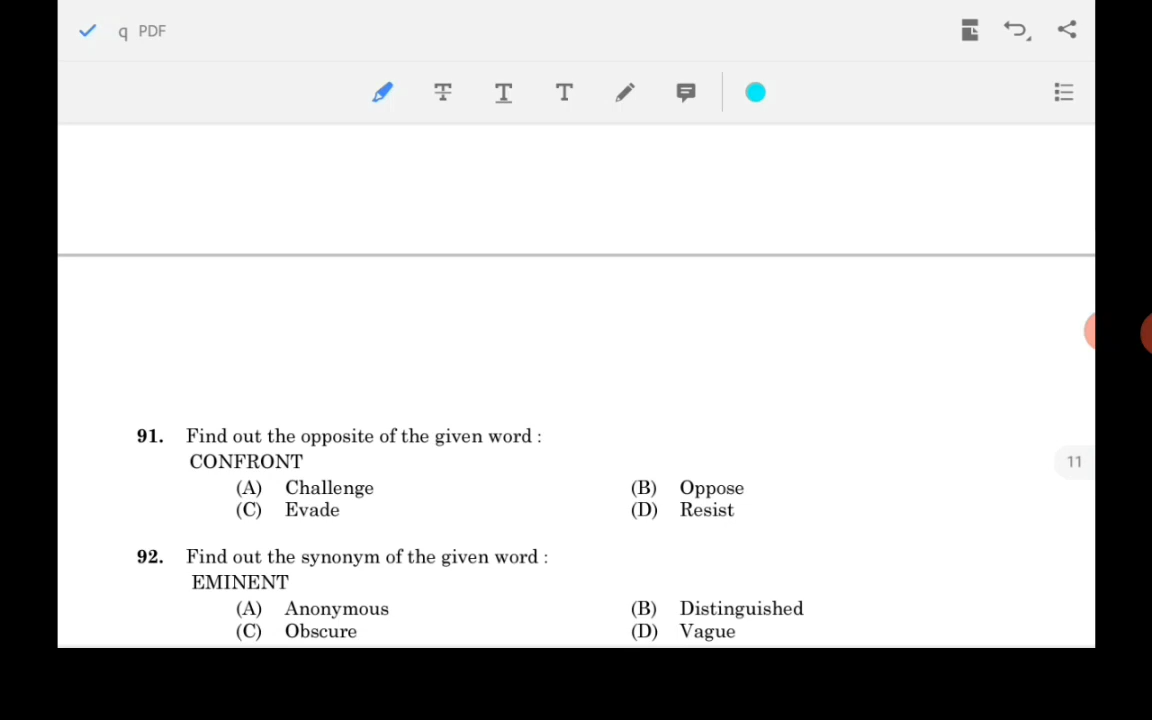 q PDF
91. Find out the opposite of the given word :
CONFRONT
(A) Challenge (B) Oppose
(C) Evade (D) Resist
11
92. Find out the synonym of the given word :
EMINENT
(A) Anonymous (B) Distinguished
(C) Obscure (D) Vague